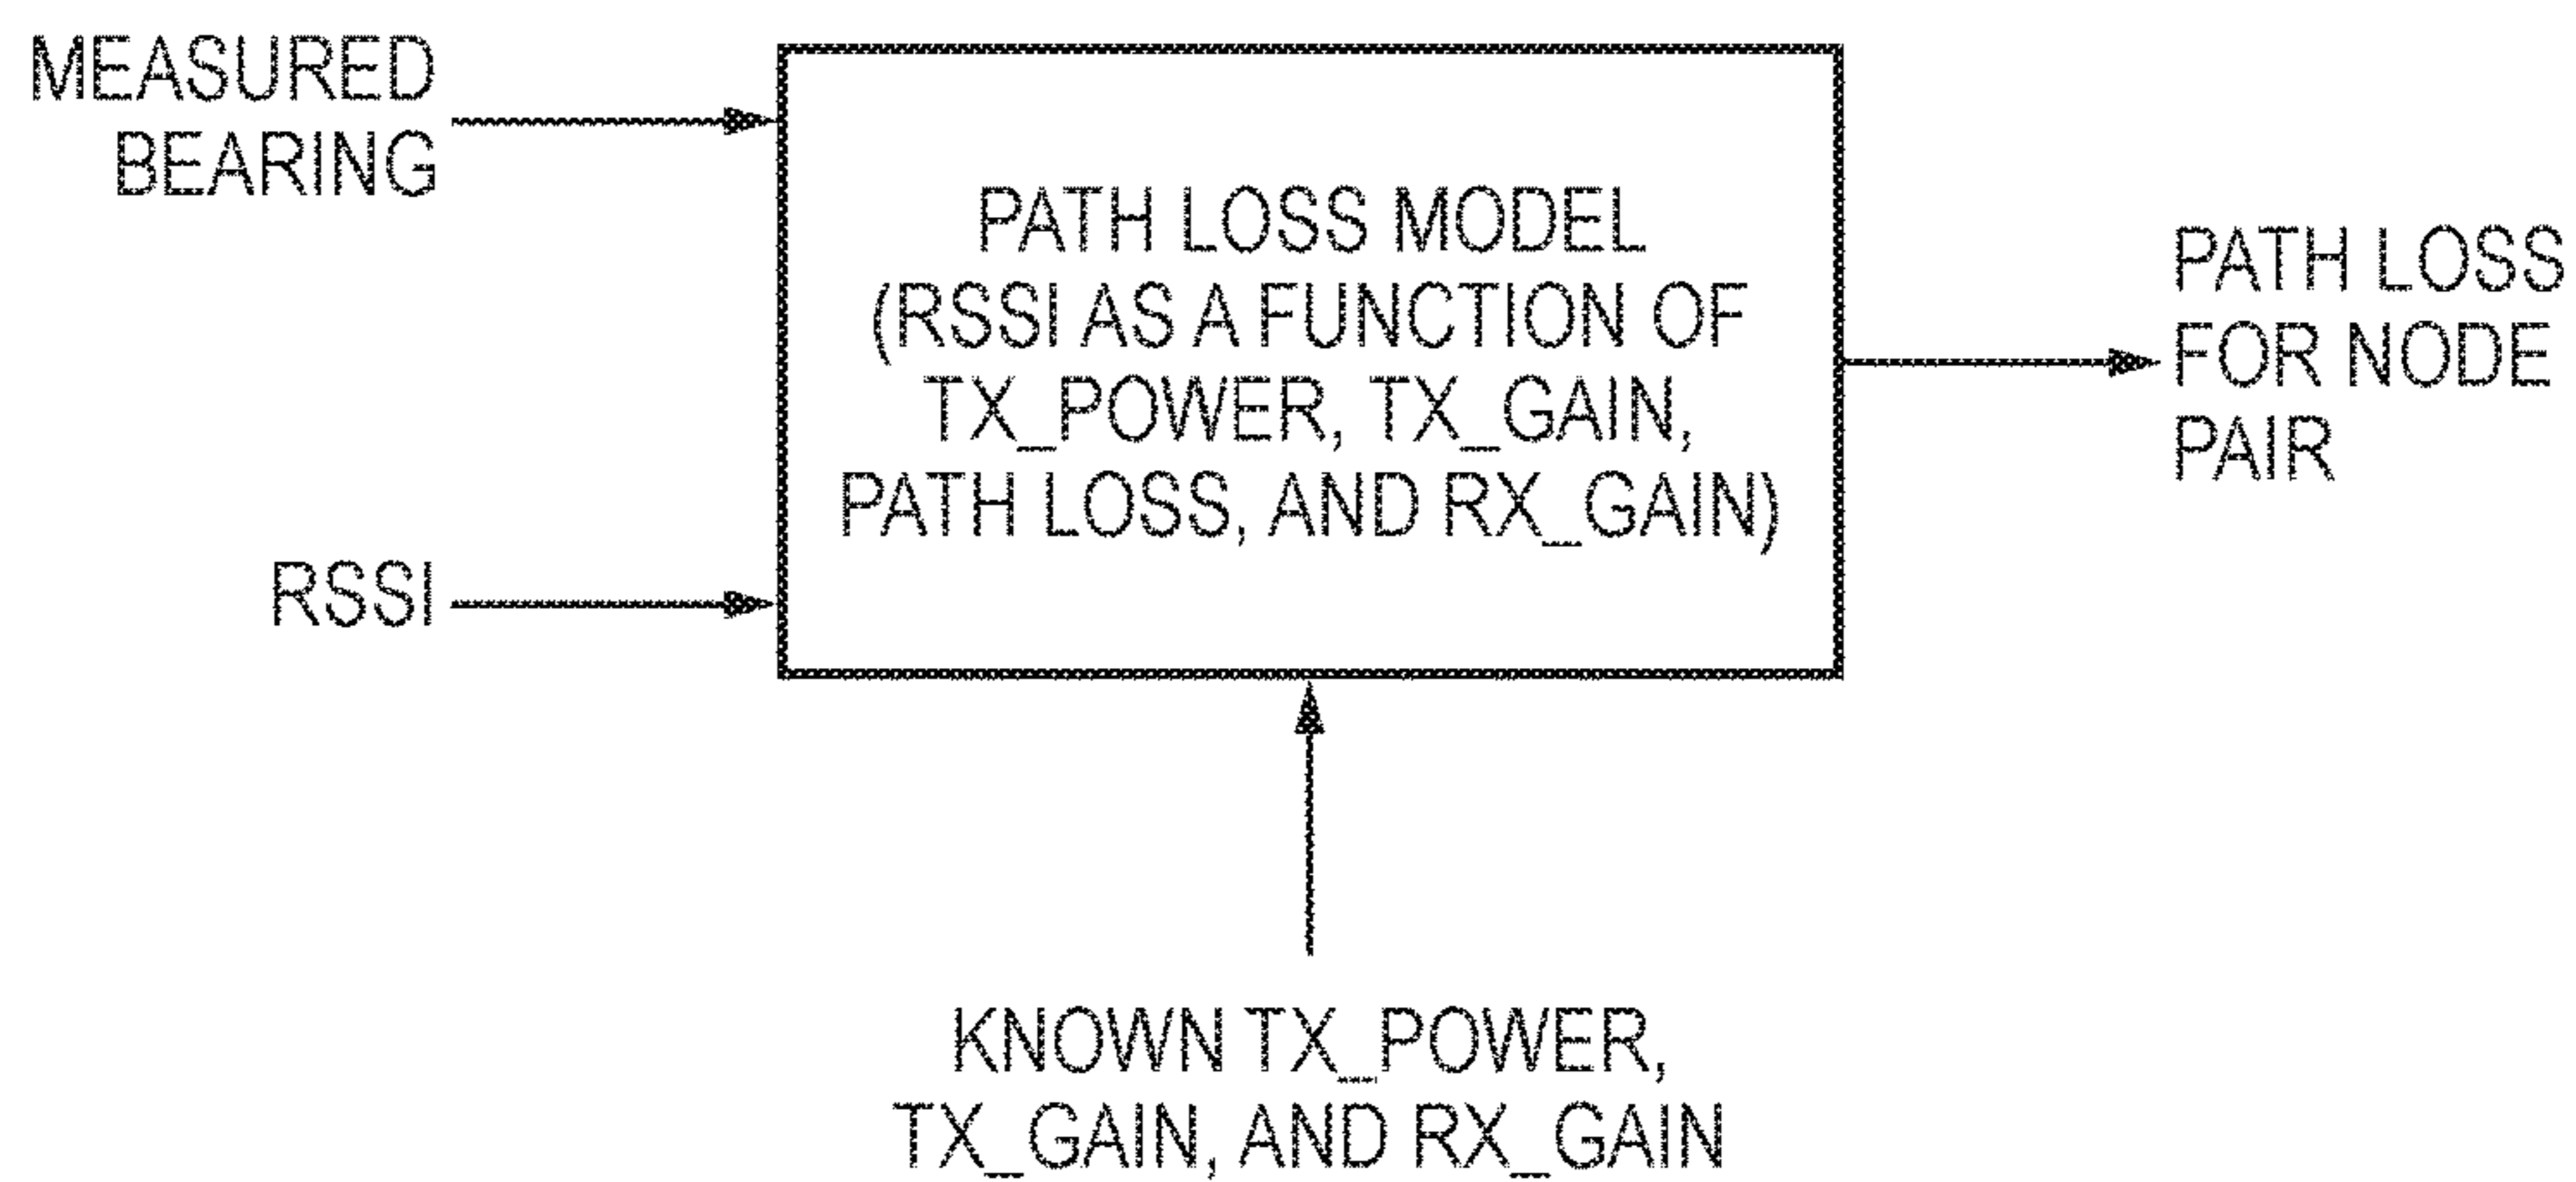 MEASURED
BEARING
RSSI
PATH LOSS MODEL
(RSSI AS A FUNCTION OF
TX_POWER, TX_GAIN,
PATH LOSS, AND RX_GAIN)
PATH LOSS
FOR NODE
PAIR
KNOWN TX_POWER,
TX_GAIN, AND RX_GAIN